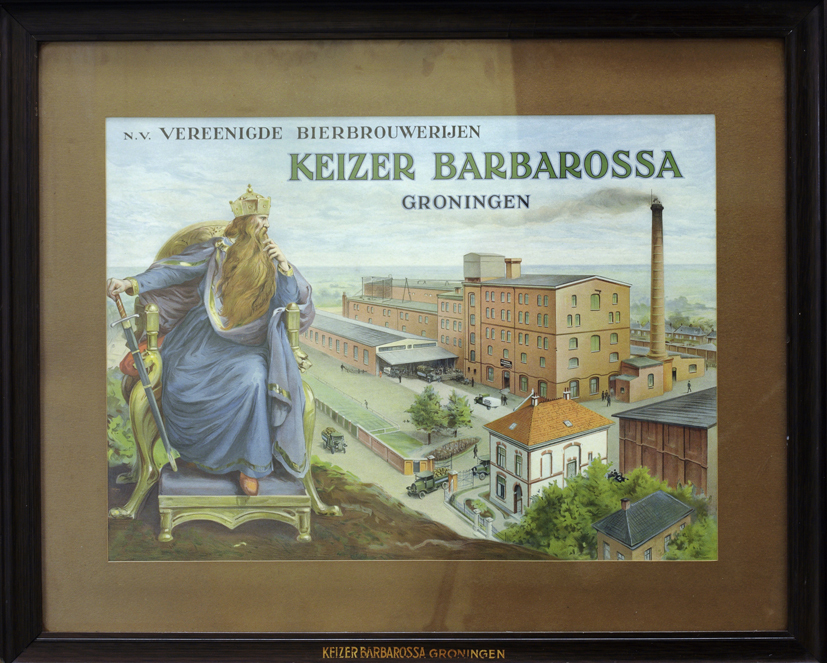 N.V. VEREENIGDE BIERBROUWERIJEN
KEIZER BARBAROSSA
GRONINGEN
KEIZER BARBAROSSA GRONINGEN